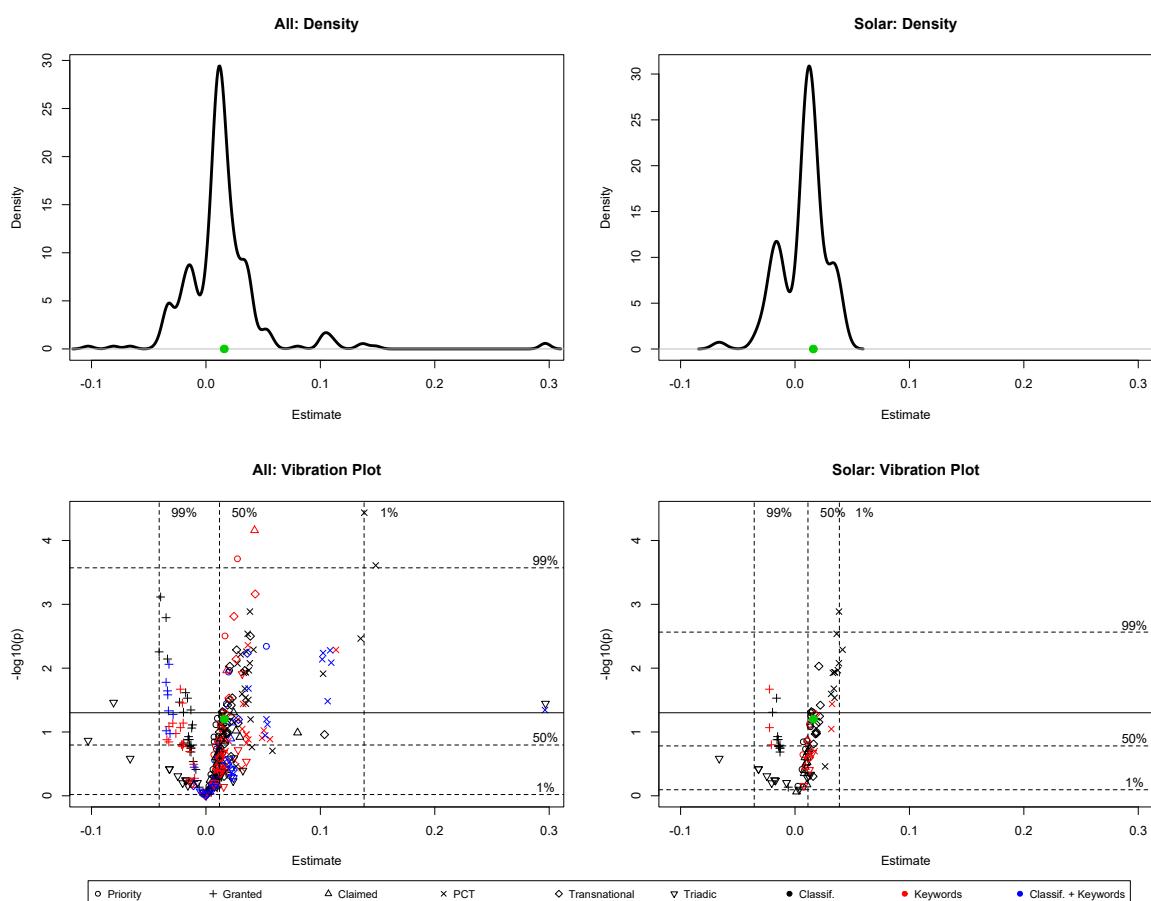 All: Density
Solar: Density
30
25
20
15
10
5
0
Density
-0.1 0.0 0.1 0.2 0.3
Estimate
30
25
20
15
10
5
0
Density
-0.1 0.0 0.1 0.2 0.3
Estimate
All: Vibration Plot
Solar: Vibration Plot
99% 50% 1%
4
3
2
1
0
-log10(p)
99%
50%
1%
-0.1 0.0 0.1 0.2 0.3
Estimate
99% 50% 1%
4
3
2
1
0
-log10(p)
99%
50%
1%
-0.1 0.0 0.1 0.2 0.3
Estimate
Priority Granted Claimed PCT Transnational Triadic Classif. Keywords Classif. + Keywords